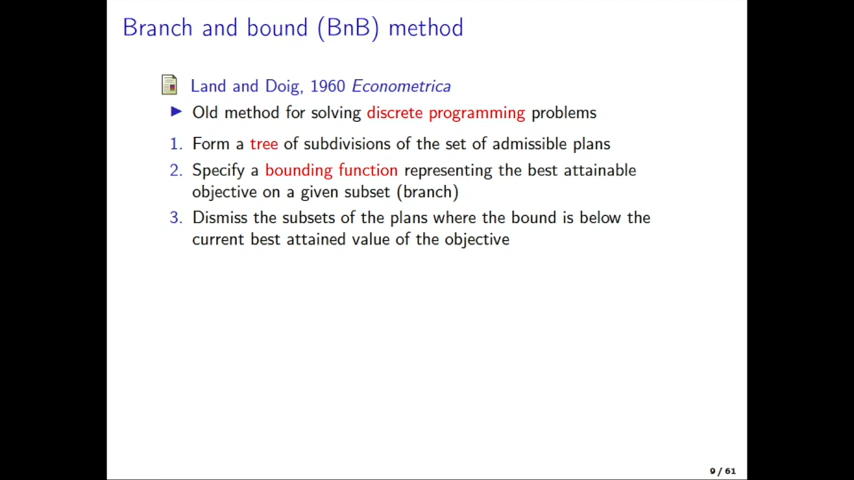 Branch and bound (BnB) method
Land and Doig, 1960 Econometrica
Old method for solving discrete programming problems
1. Form a tree of subdivisions of the set of admissible plans
2. Specify a bounding function representing the best attainable
objective on a given subset (branch)
3. Dismiss the subsets of the plans where the bound is below the
current best attained value of the objective
9 / 61